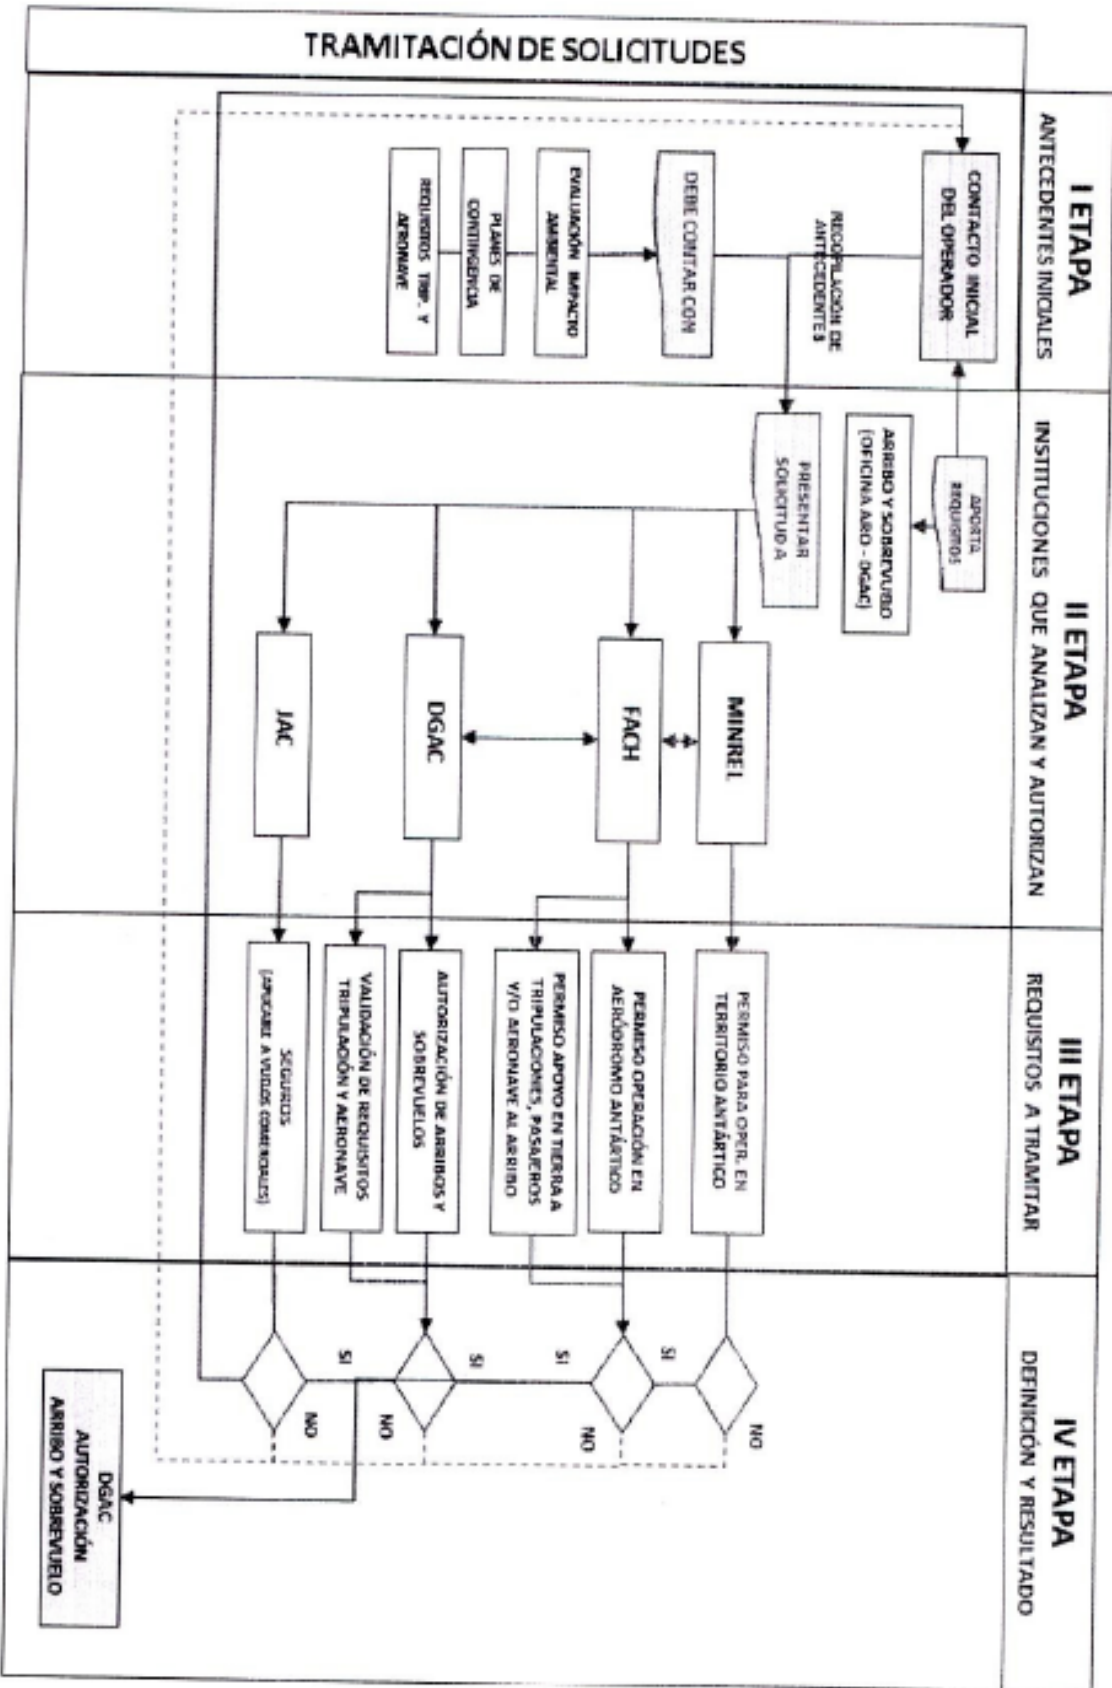 TRAMITACIÓN DE SOLICITUDES
I ETAPA
ANTECEDENTES INICIALES
CONTACTO INICIAL
DEL OPERADOR
RECOPILACIÓN DE
ANTECEDENTES
DEBE CONTAR CON
EVALUACIÓN IMPACTO
AMBIENTAL
PLANES DE
CONTINGENCIA
REQUISITOS TRIP. Y
AERONAVE
II ETAPA
INSTITUCIONES QUE ANALIZAN Y AUTORIZAN
APORTA
REQUISITOS
ARRIBO Y SOBREVUELO
(OFICINA ARO - DGAC)
PRESENTAR
SOLICITUD A
MINREL
FACH
DGAC
JAC
III ETAPA
REQUISITOS A TRAMITAR
PERMISO PARA OPER. EN
TERRITORIO ANTÁRTICO
PERMISO OPERACIÓN EN
AERÓDROMO ANTÁRTICO
PERMISO APOYO EN TIERRA A
TRIPULACIONES, PASAJEROS
Y/O AERONAVE AL ARRIBO
AUTORIZACIÓN DE ARRIBOS Y
SOBREVUELOS
VALIDACIÓN DE REQUISITOS
TRIPULACIÓN Y AERONAVE
SEGUROS
(APLICABLE A VUELOS COMERCIALES)
IV ETAPA
DEFINICIÓN Y RESULTADO
NO
SI
NO
SI
SI
NO
SI
NO
DGAC
AUTORIZACIÓN
ARRIBO Y SOBREVUELO